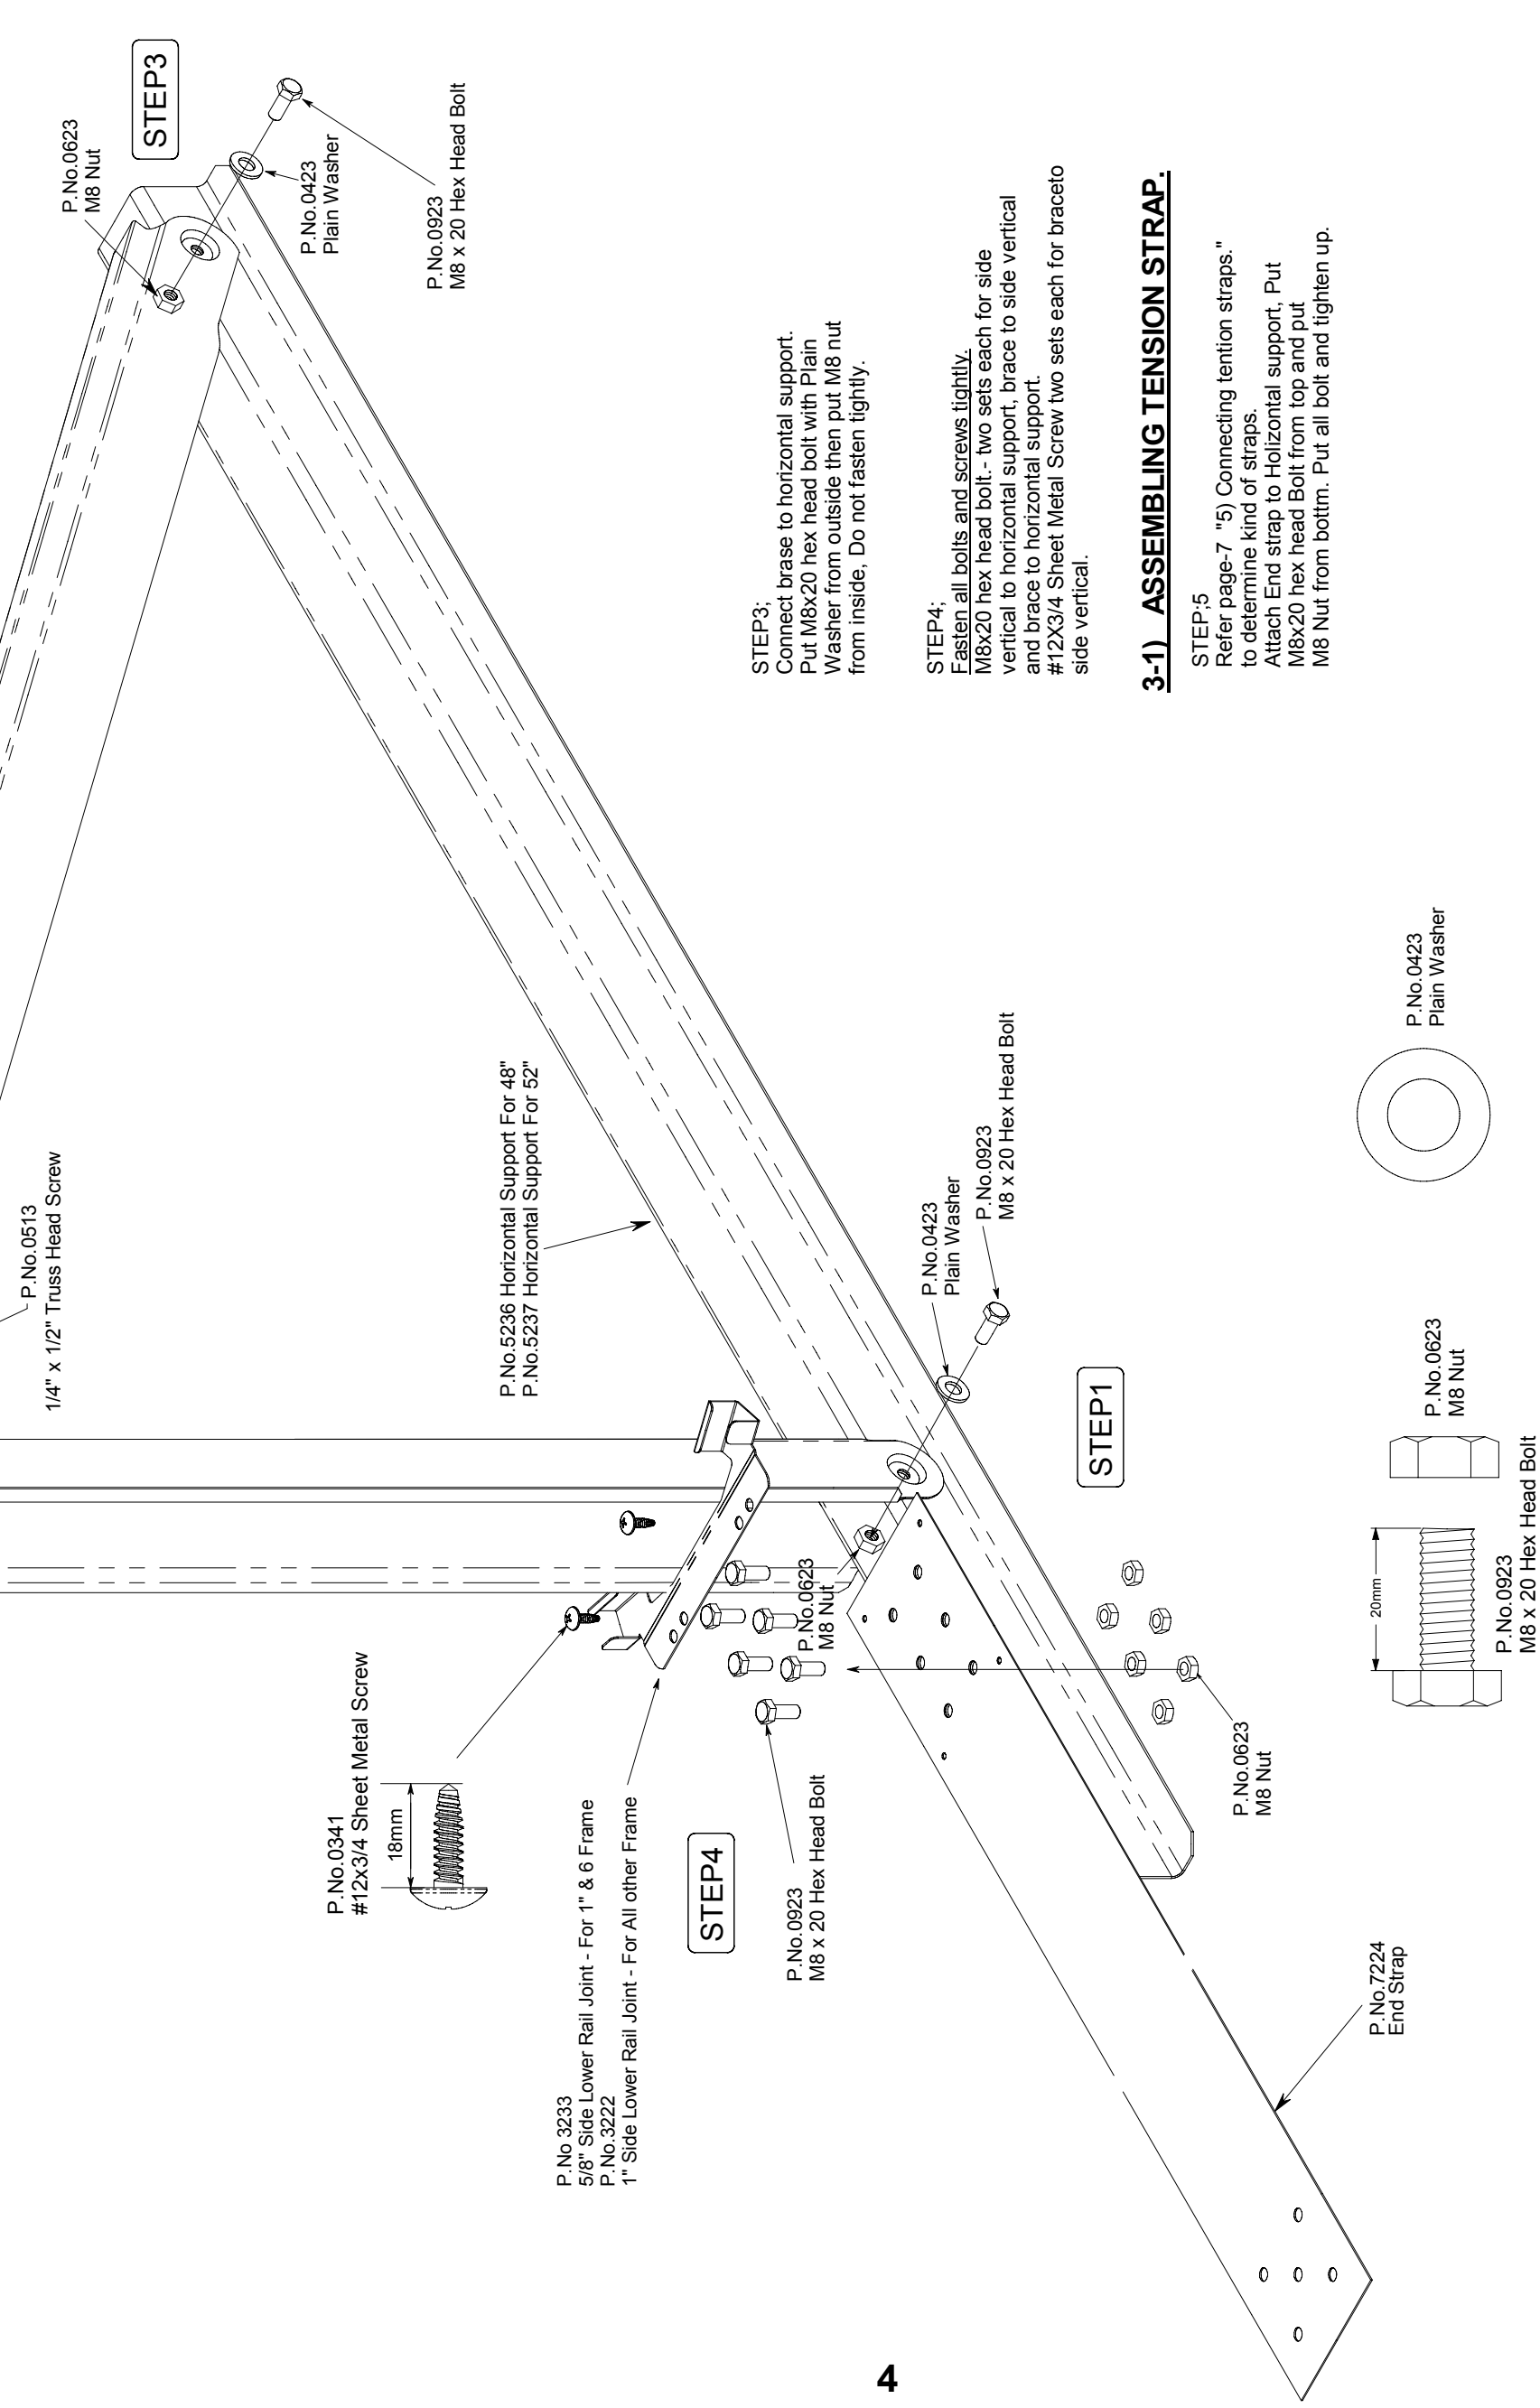 P.No.0513
1/4" x 1/2" Truss Head Screw
P.No.0623
M8 Nut
STEP3
P.No.0423
Plain Washer
P.No.0923
M8 x 20 Hex Head Bolt
P.No.0341
#12x3/4 Sheet Metal Screw
18mm
P.No.5236 Horizontal Support For 48"
P.No.5237 Horizontal Support For 52"
P.No 3233
5/8" Side Lower Rail Joint - For 1" & 6 Frame
P.No.3222
1" Side Lower Rail Joint - For All other Frame
STEP4
P.No.0923
M8 x 20 Hex Head Bolt
P.No.0623
M8 Nut
P.No.0423
Plain Washer
P.No.0923
M8 x 20 Hex Head Bolt
STEP1
P.No.0623
M8 Nut
P.No.7224
End Strap
STEP3;
Connect brase to horizontal support.
Put M8x20 hex head bolt with Plain
Washer from outside then put M8 nut
from inside, Do not fasten tightly.
STEP4;
Fasten all bolts and screws tightly.
M8x20 hex head bolt.- two sets each for side
vertical to horizontal support, brace to side vertical
and brace to horizontal support.
#12X3/4 Sheet Metal Screw two sets each for braceto
side vertical.
3-1) ASSEMBLING TENSION STRAP.
STEP;5
Refer page-7 "5) Connecting tention straps."
to determine kind of straps.
Attach End strap to Holizontal support, Put
M8x20 hex head Bolt from top and put
M8 Nut from bottm. Put all bolt and tighten up.
20mm
P.No.0923
M8 x 20 Hex Head Bolt
P.No.0623
M8 Nut
P.No.0423
Plain Washer
4